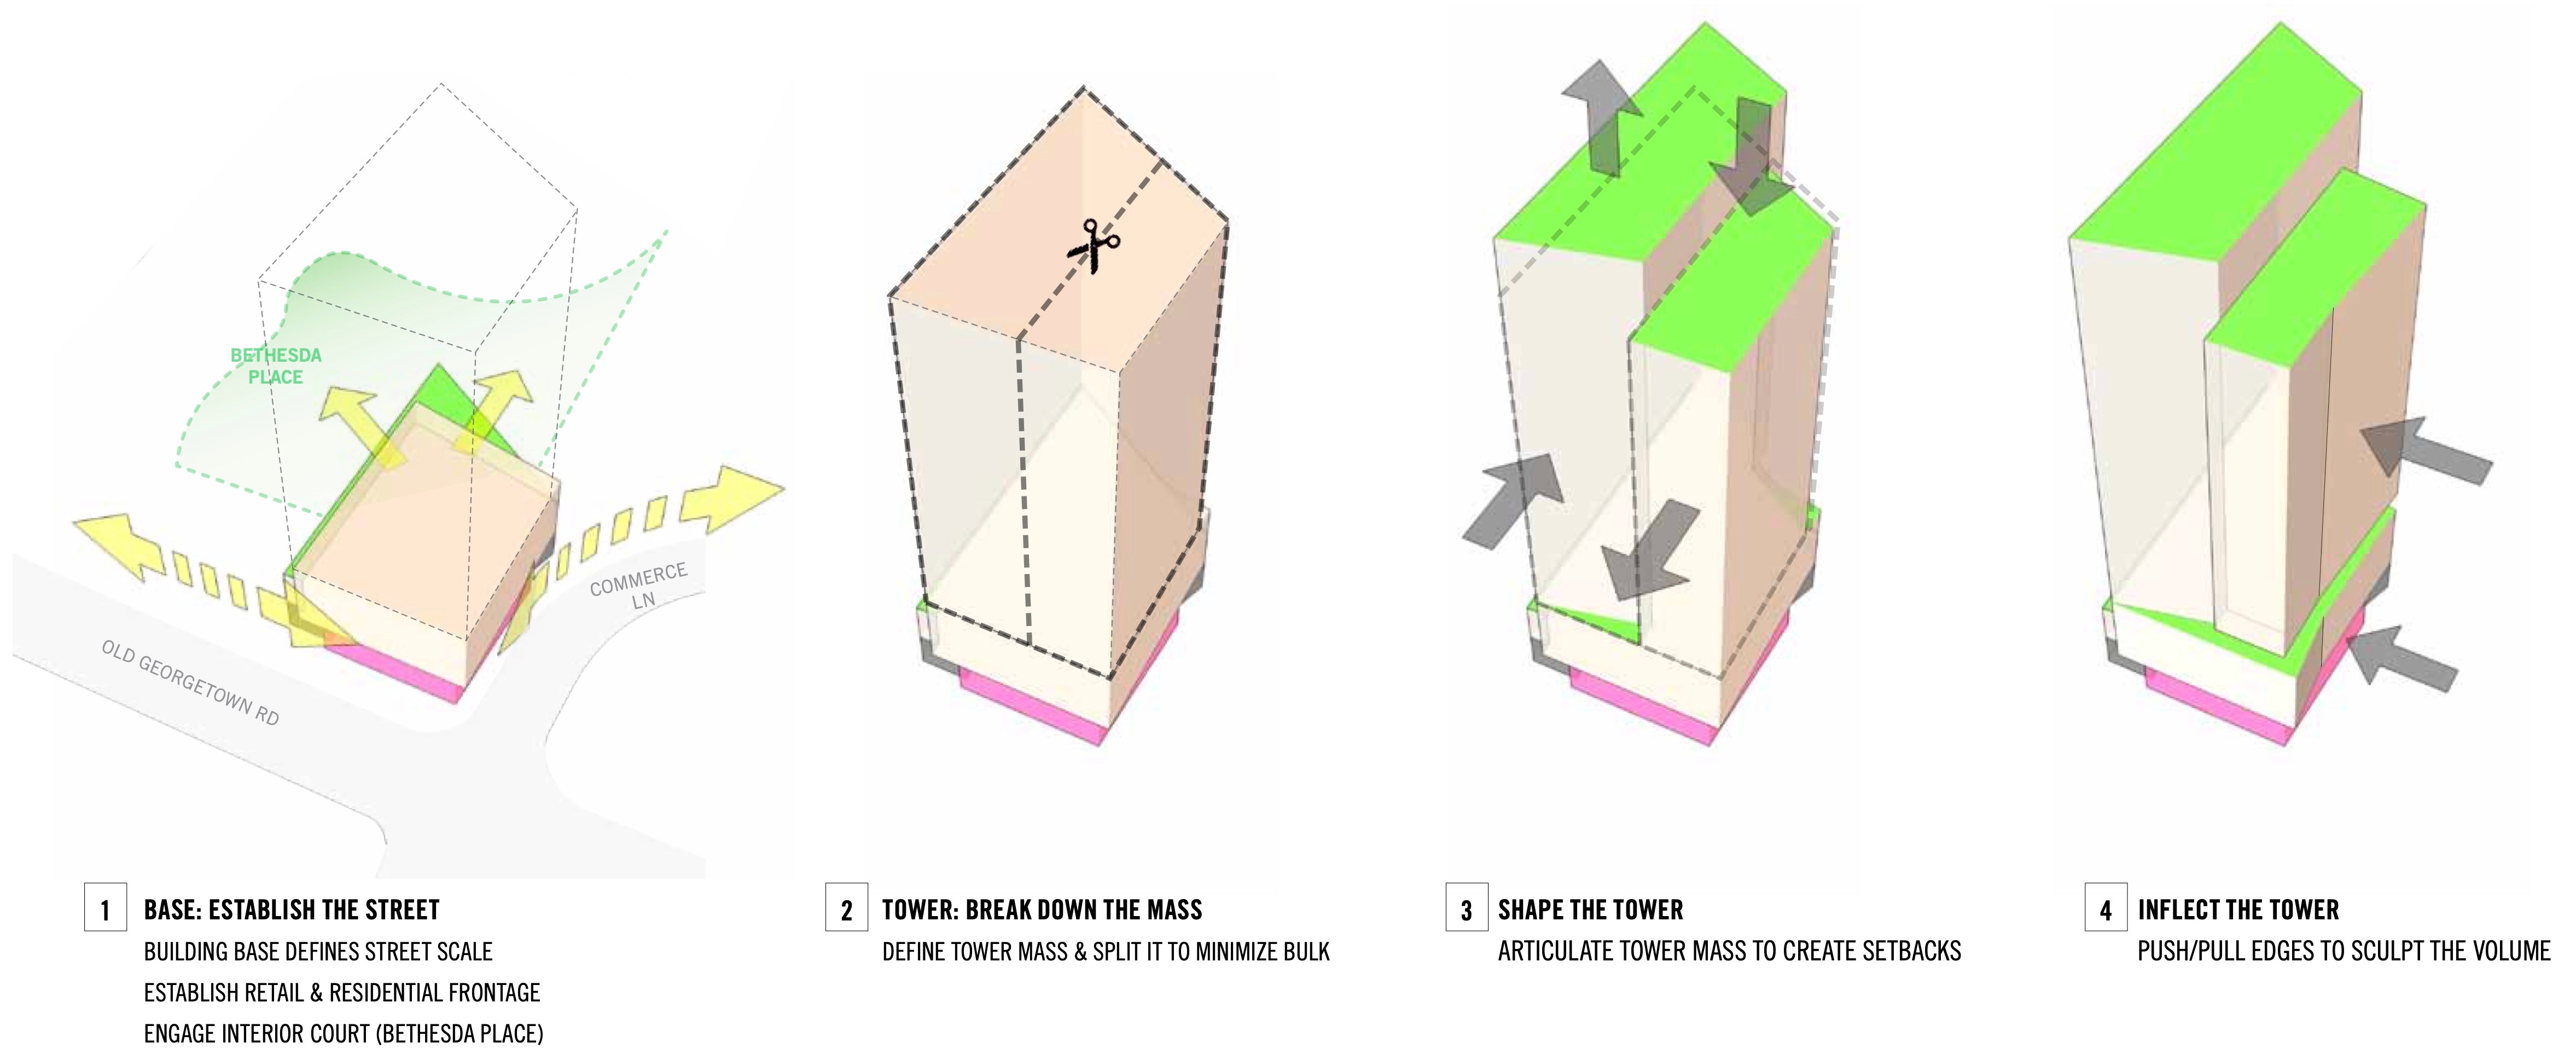 BETHESDA
PLACE
OLD GEORGETOWN RD
COMMERCE
LN
1 BASE: ESTABLISH THE STREET
BUILDING BASE DEFINES STREET SCALE
ESTABLISH RETAIL & RESIDENTIAL FRONTAGE
ENGAGE INTERIOR COURT (BETHESDA PLACE)
2 TOWER: BREAK DOWN THE MASS
DEFINE TOWER MASS & SPLIT IT TO MINIMIZE BULK
3 SHAPE THE TOWER
ARTICULATE TOWER MASS TO CREATE SETBACKS
4 INFLECT THE TOWER
PUSH/PULL EDGES TO SCULPT THE VOLUME